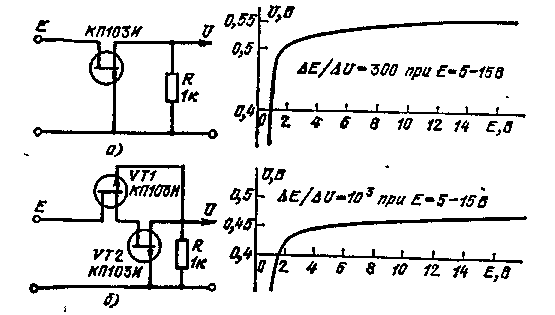 E
КП103И
U
R
1к
а)
U,В
0,55
0,5
0,4
ΔE/ΔU=300 при E=5-15В
0 2 4 6 8 10 12 14 E,В
VT1
КП103И
E
U
VT2
КП103И
R
1к
б)
U,В
0,5
0,45
0,4
ΔE/ΔU=10³ при E=5-15В
0 2 4 6 8 10 12 14 E,В